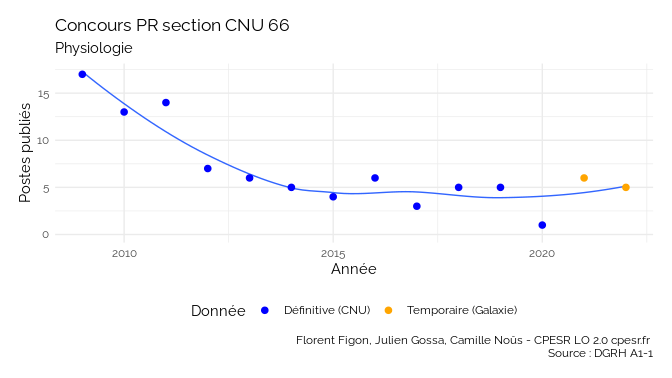 Concours PR section CNU 66
Physiologie
Postes publiés
15
10
5
0
2010
2015
2020
Année
Donnée
Définitive (CNU)
Temporaire (Galaxie)
Florent Figon, Julien Gossa, Camille Noûs - CPESR LO 2.0 cpesr.fr
Source : DGRH A1-1